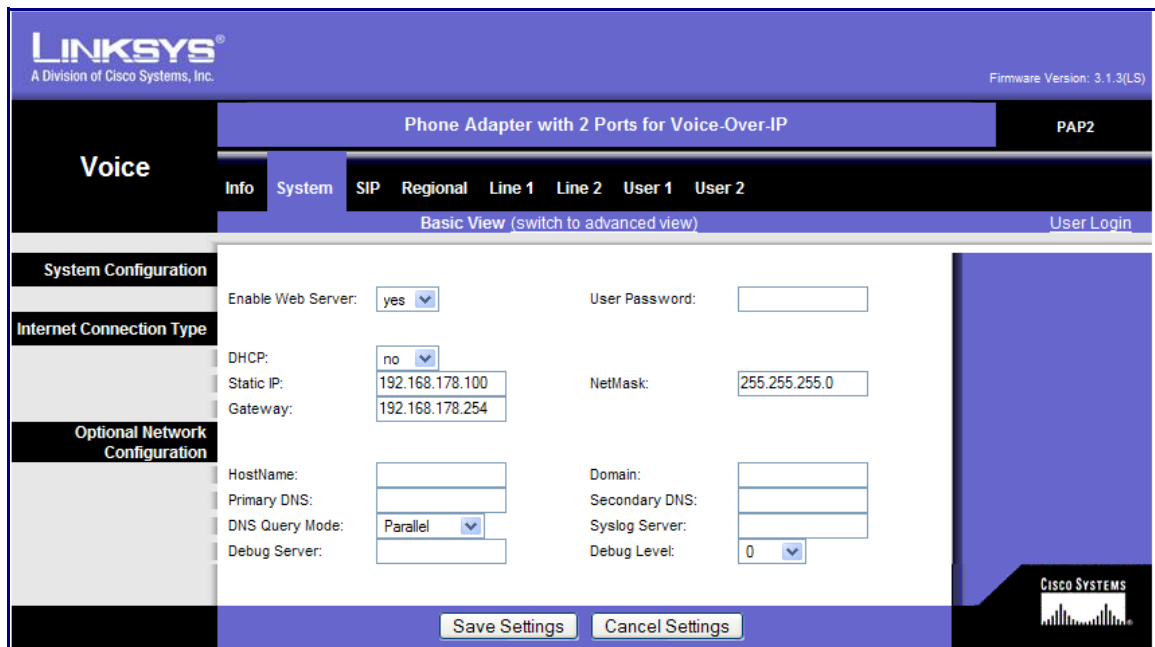 LINKSYS®
A Division of Cisco Systems, Inc.
Firmware Version: 3.1.3(LS)
Phone Adapter with 2 Ports for Voice-Over-IP
PAP2
Voice
Info System SIP Regional Line 1 Line 2 User 1 User 2
Basic View (switch to advanced view)
User Login
System Configuration
Enable Web Server: yes User Password:
Internet Connection Type
DHCP: no
Static IP: 192.168.178.100 NetMask: 255.255.255.0
Gateway: 192.168.178.254
Optional Network
Configuration
HostName: Domain:
Primary DNS: Secondary DNS:
DNS Query Mode: Parallel Syslog Server:
Debug Server: Debug Level: 0
CISCO SYSTEMS
Save Settings Cancel Settings